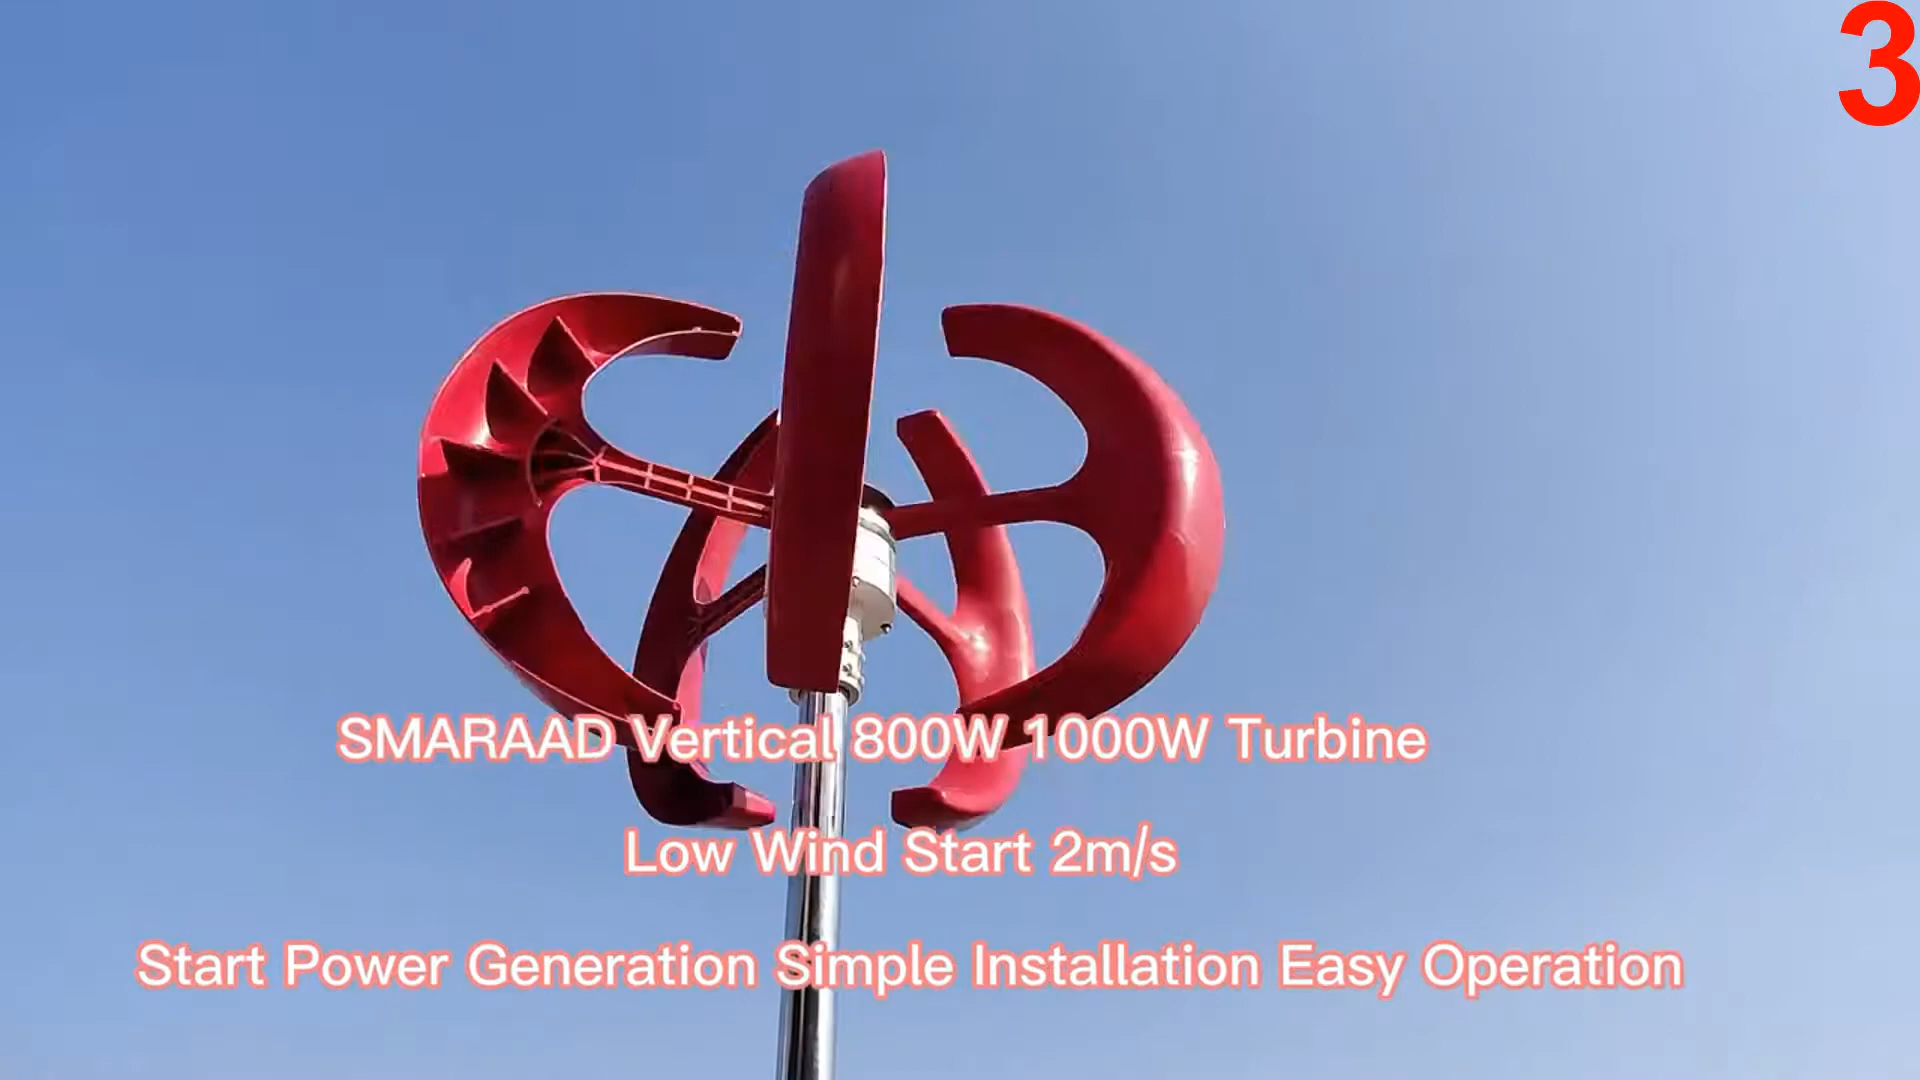 3
SMARAAD Vertical 800W 1000W Turbine
Low Wind Start 2m/s
Start Power Generation Simple Installation Easy Operation